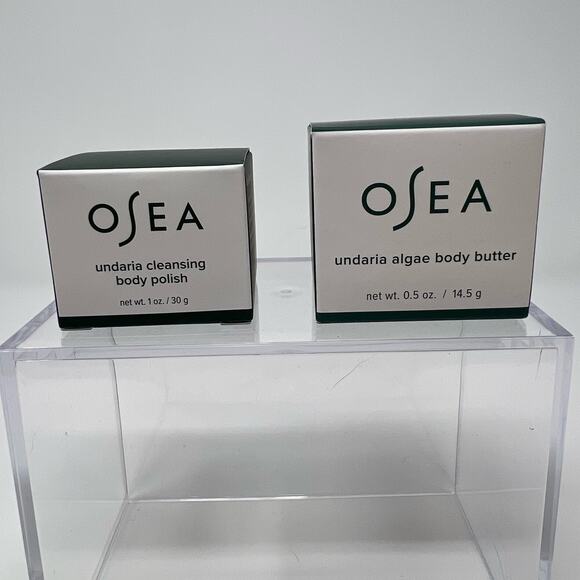 OSEA
undaria cleansing
body polish
net wt. 1 oz. / 30 g
OSEA
undaria algae body butter
net wt. 0.5 oz. / 14.5 g